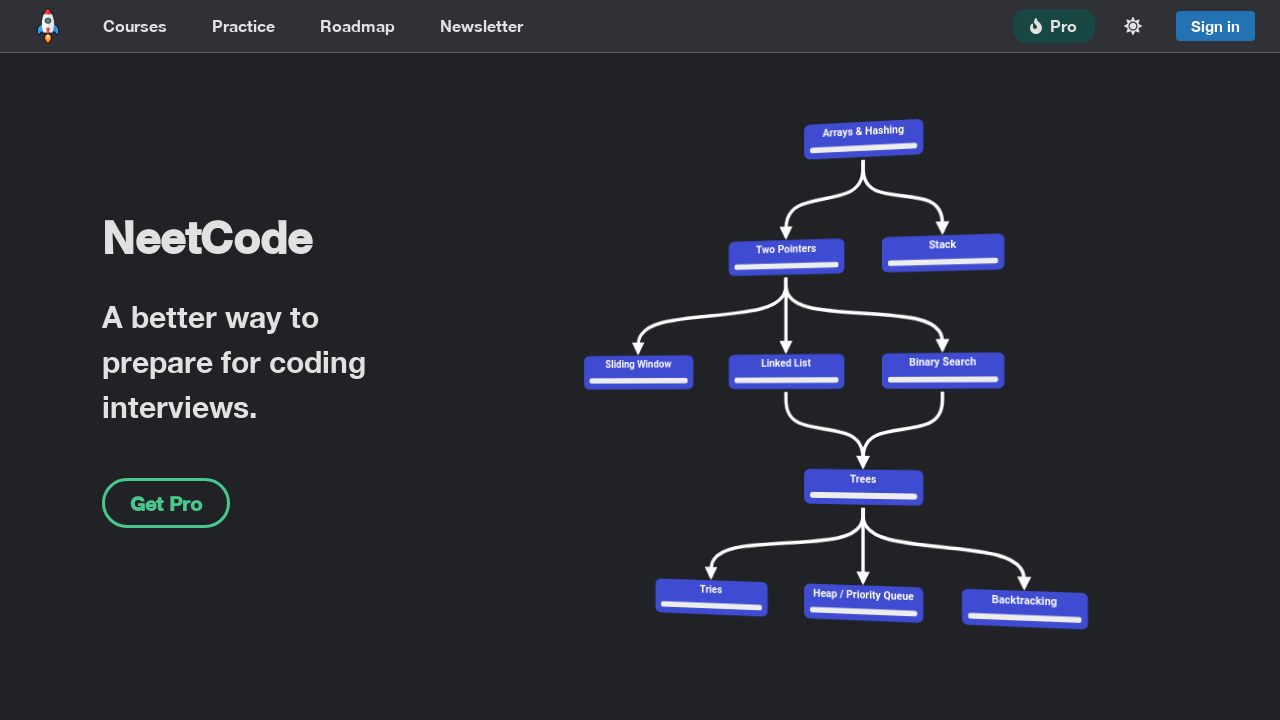 Courses
Practice
Roadmap
Newsletter
Pro
Sign in
NeetCode
A better way to
prepare for coding
interviews.
Get Pro
Arrays & Hashing
Two Pointers
Stack
Sliding Window
Linked List
Binary Search
Trees
Tries
Heap / Priority Queue
Backtracking